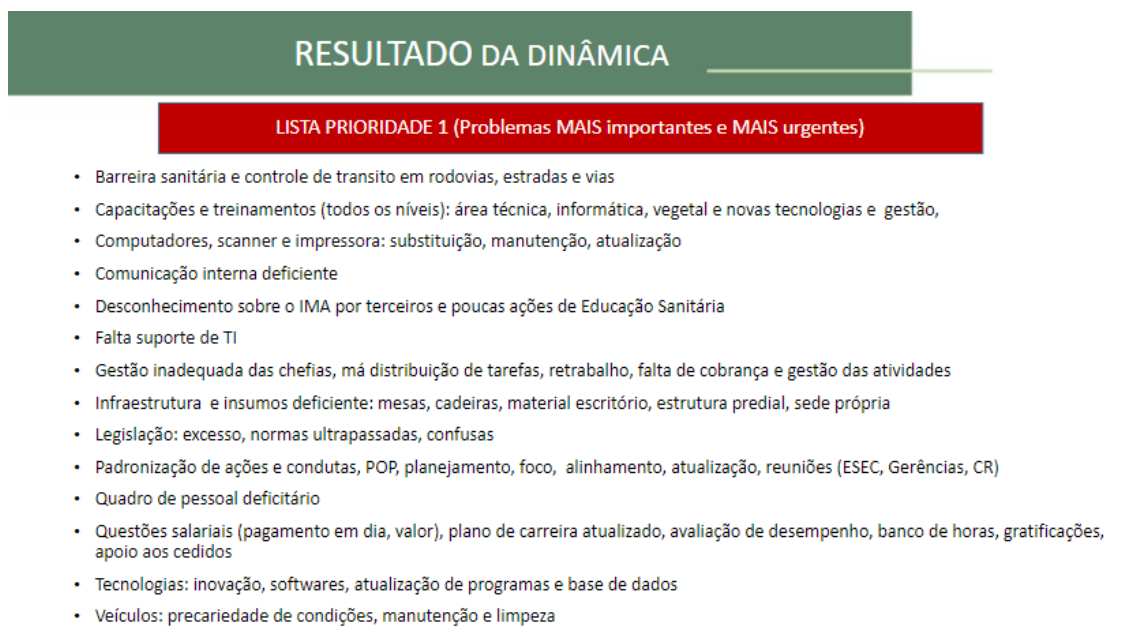 RESULTADO DA DINÂMICA
LISTA PRIORIDADE 1 (Problemas MAIS importantes e MAIS urgentes)
• Barreira sanitária e controle de transito em rodovias, estradas e vias
• Capacitações e treinamentos (todos os níveis): área técnica, informática, vegetal e novas tecnologias e gestão,
• Computadores, scanner e impressora: substituição, manutenção, atualização
• Comunicação interna deficiente
• Desconhecimento sobre o IMA por terceiros e poucas ações de Educação Sanitária
• Falta suporte de TI
• Gestão inadequada das chefias, má distribuição de tarefas, retrabalho, falta de cobrança e gestão das atividades
• Infraestrutura e insumos deficiente: mesas, cadeiras, material escritório, estrutura predial, sede própria
• Legislação: excesso, normas ultrapassadas, confusas
• Padronização de ações e condutas, POP, planejamento, foco, alinhamento, atualização, reuniões (ESEC, Gerências, CR)
• Quadro de pessoal deficitário
• Questões salariais (pagamento em dia, valor), plano de carreira atualizado, avaliação de desempenho, banco de horas, gratificações,
apoio aos cedidos
• Tecnologias: inovação, softwares, atualização de programas e base de dados
• Veículos: precariedade de condições, manutenção e limpeza